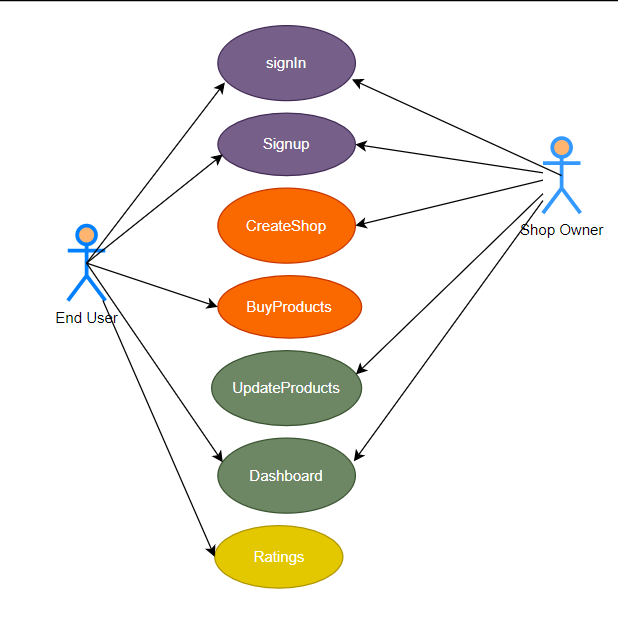 signIn
Signup
CreateShop
Shop Owner
BuyProducts
End User
UpdateProducts
Dashboard
Ratings